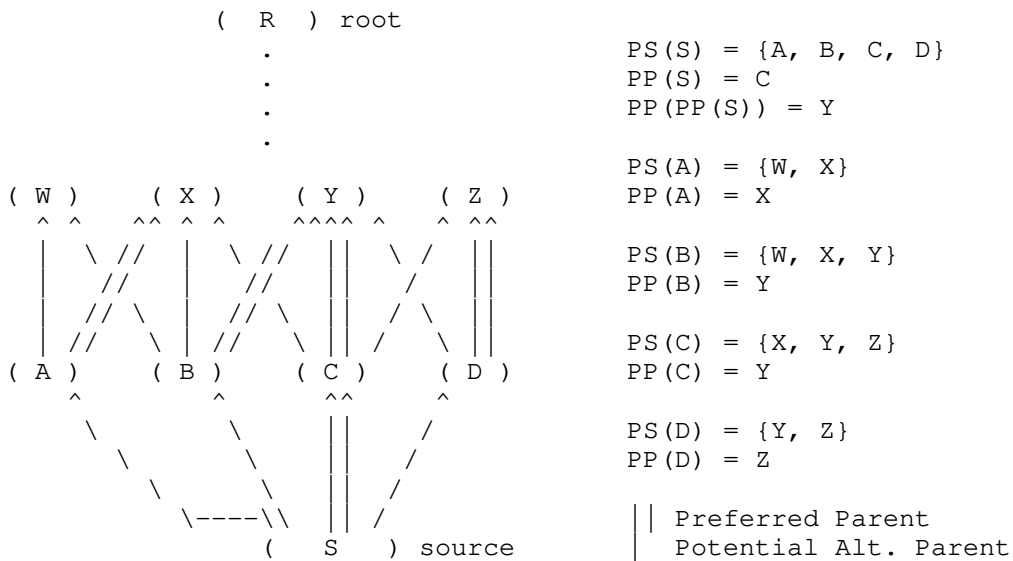 ( R ) root
PS(S) = {A, B, C, D}
PP(S) = C
PP(PP(S)) = Y
PS(A) = {W, X}
( W ) ( X ) ( Y ) ( Z )
PP(A) = X
PS(B) = {W, X, Y}
PP(B) = Y
PS(C) = {X, Y, Z}
( A ) ( B ) ( C ) ( D )
PP(C) = Y
PS(D) = {Y, Z}
PP(D) = Z
|| Preferred Parent
( S ) source
| Potential Alt. Parent